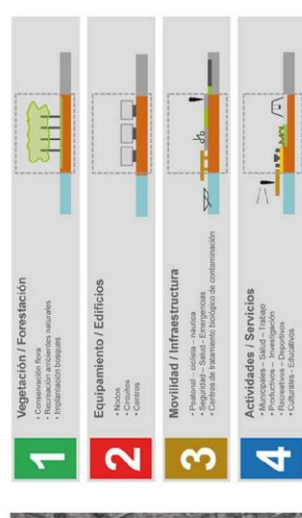 1
Vegetación / Forestación
• Conservación flora
• Recreación ancientes naturales
• Implantación bosques
2
Equipamiento / Edificios
• Nodos
• Circuitos
• Centros
3
Movilidad / Infraestructura
• Peatonal – ciclista – náutica
• Seguridad – Salud - Emergencias
• Centros de tratamiento biológico de contaminación
4
Actividades / Servicios
• Municipales – Salud – Trabajo
• Productivos – Investigación
• Recreativos – Deportivos
• Culturales - Educativos